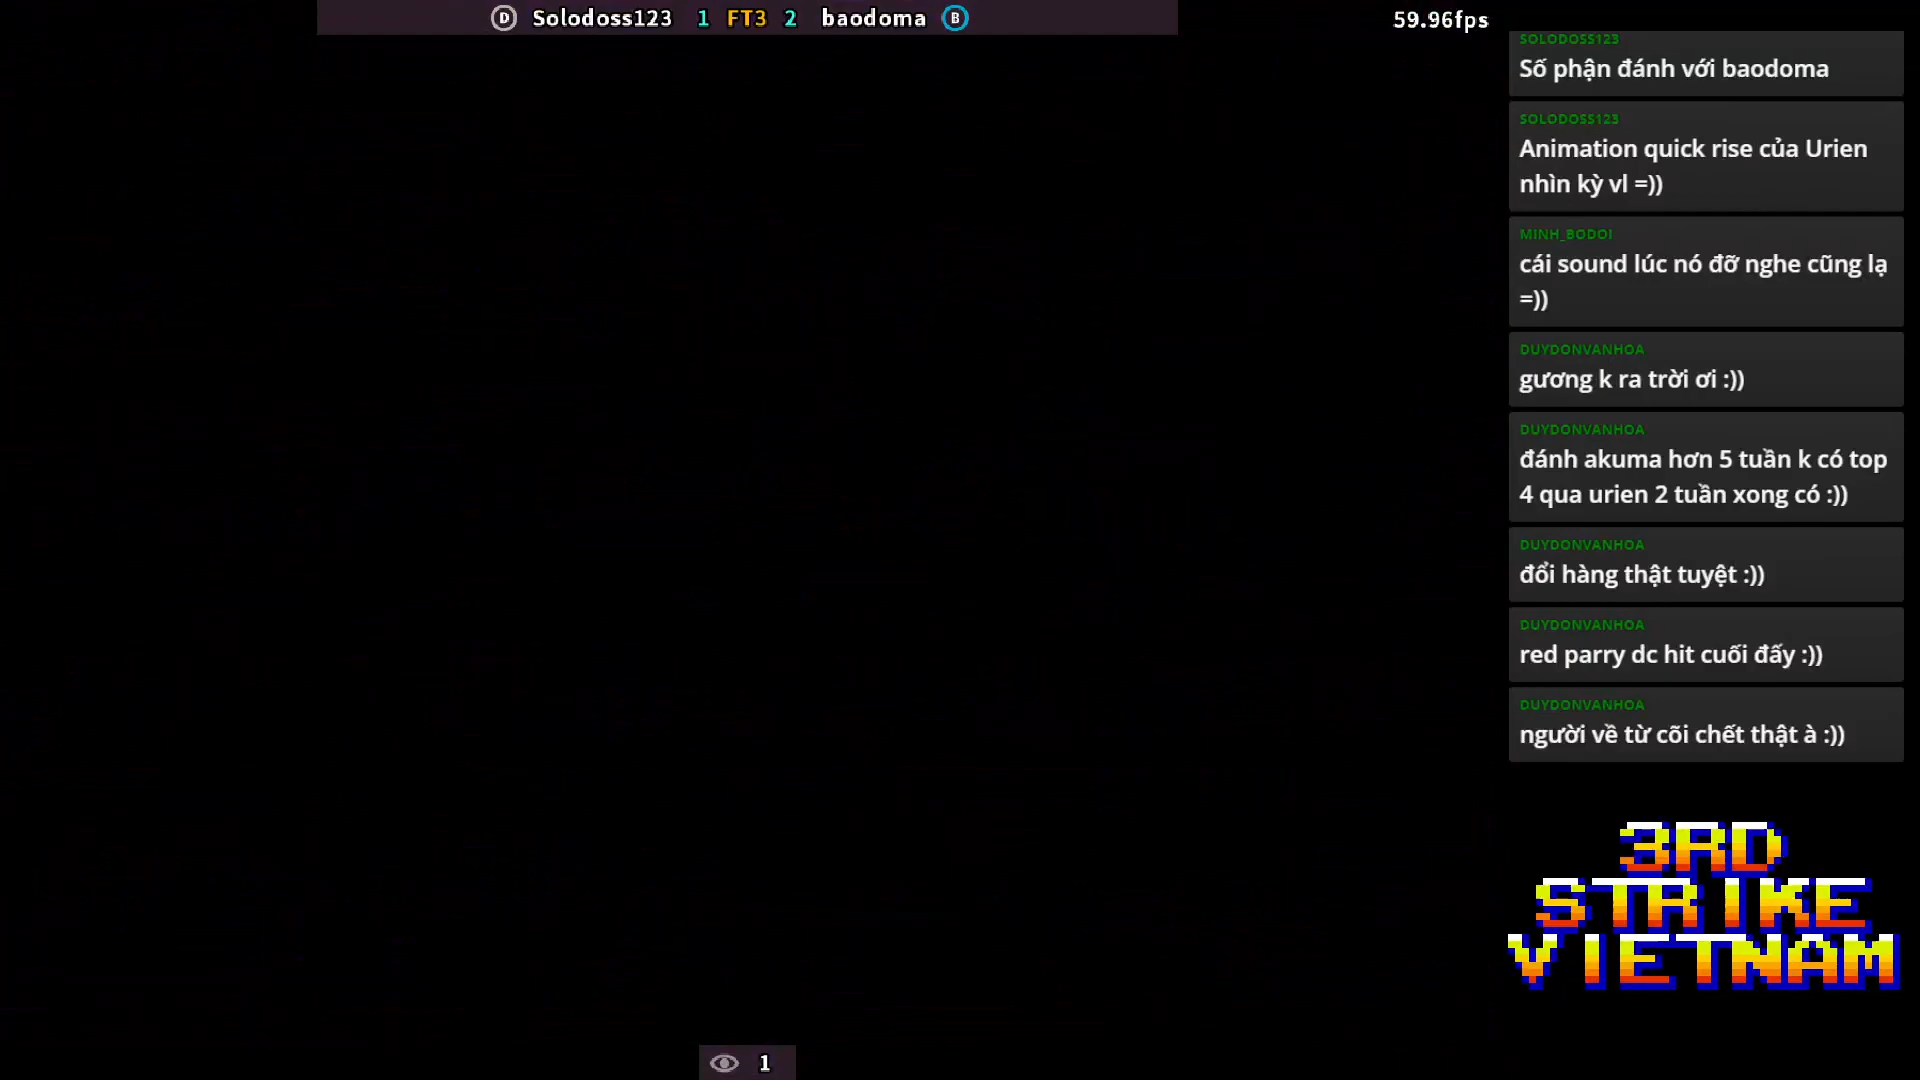 D Solodoss123 1 FT3 2 baodoma B
59.96fps
SOLODOSS123
Số phận đánh với baodoma
SOLODOSS123
Animation quick rise của Urien
nhìn kỳ vl =))
MINH_BODOI
cái sound lúc nó đỡ nghe cũng lạ
=))
DUYDONVANHOA
gương k ra trời ơi :))
DUYDONVANHOA
đánh akuma hơn 5 tuần k có top
4 qua urien 2 tuần xong có :))
DUYDONVANHOA
đổi hàng thật tuyệt :))
DUYDONVANHOA
red parry dc hit cuối đấy :))
DUYDONVANHOA
người về từ cõi chết thật à :))
3RD
STRIKE
VIETNAM
1